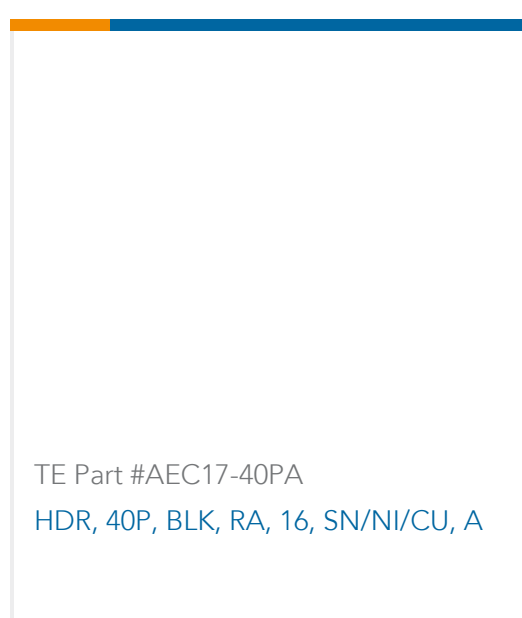 TE Part #AEC17-40PA
HDR, 40P, BLK, RA, 16, SN/NI/CU, A